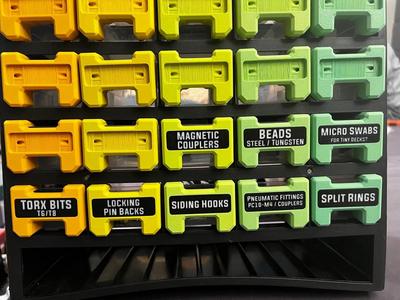 MAGNETIC
COUPLERS
BEADS
STEEL / TUNGSTEN
MICRO SWABS
FOR TINY DECKS?
TORX BITS
T6/T8
LOCKING
PIN BACKS
SIDING HOOKS
PNEUMATIC FITTINGS
PC10-M4 / COUPLERS
SPLIT RINGS